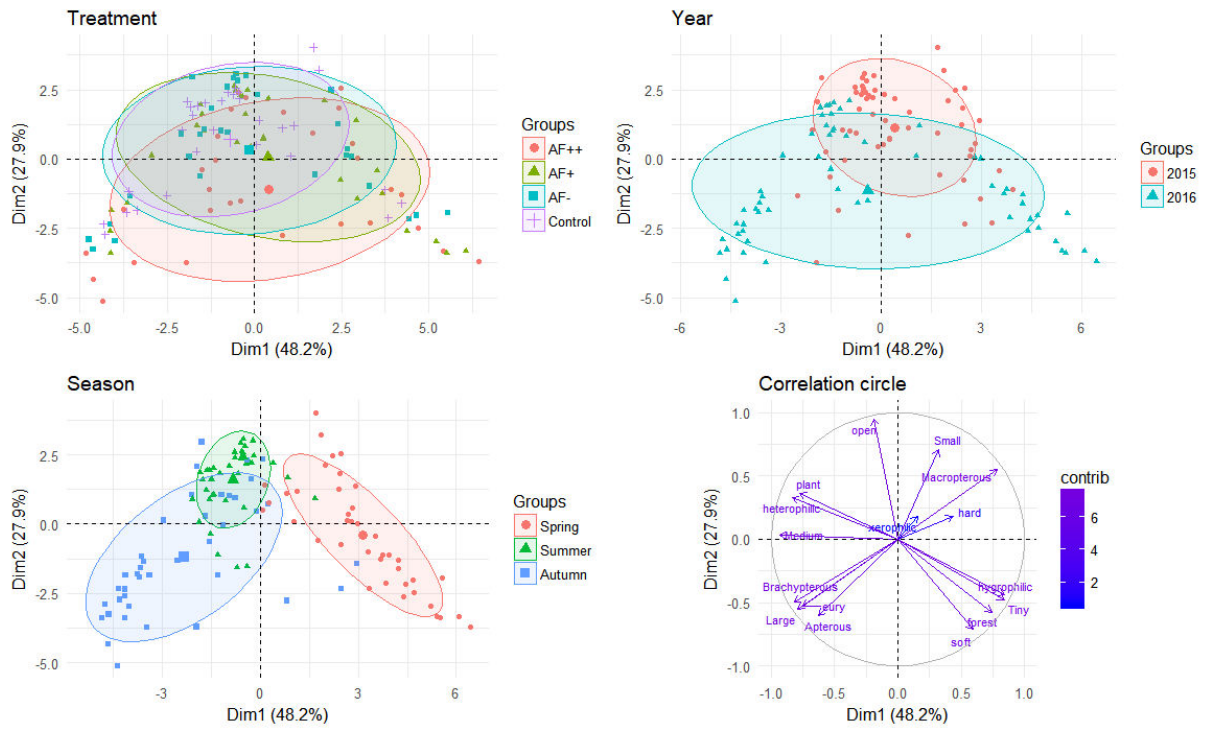 Treatment
2.5
0.0
-2.5
-5.0
-5.0
-2.5
0.0
2.5
5.0
Dim2 (27.9%)
Dim1 (48.2%)
Groups
AF++
AF+
AF-
Control
Year
2.5
0.0
-2.5
-5.0
-6
-3
0
3
6
Dim2 (27.9%)
Dim1 (48.2%)
Groups
2015
2016
Season
2.5
0.0
-2.5
-5.0
-3
0
3
6
Dim2 (27.9%)
Dim1 (48.2%)
Groups
Spring
Summer
Autumn
Correlation circle
1.0
0.5
0.0
-0.5
-1.0
-1.0
-0.5
0.0
0.5
1.0
Dim2 (27.9%)
Dim1 (48.2%)
open
Small
Macropterous
plant
heterophilic
hard
xerophilic
Medium
Brachypterous
eury
Large
Apterous
hygrophilic
Tiny
forest
soft
contrib
6
4
2